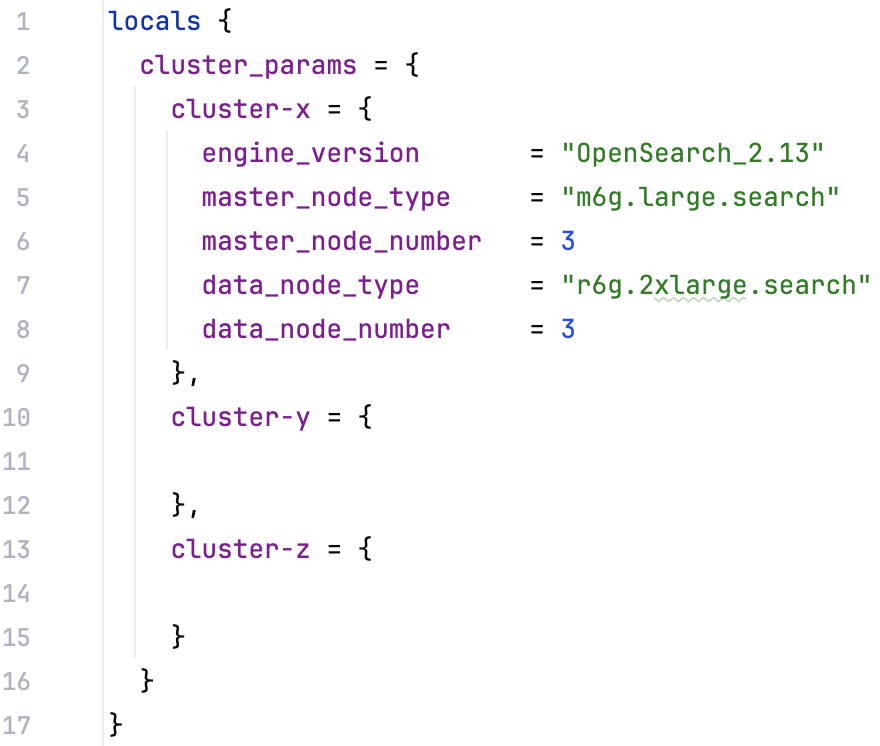 1 locals {
2   cluster_params = {
3     cluster-x = {
4       engine_version       = "OpenSearch_2.13"
5       master_node_type     = "m6g.large.search"
6       master_node_number   = 3
7       data_node_type       = "r6g.2xlarge.search"
8       data_node_number     = 3
9     },
10     cluster-y = {
11
12     },
13     cluster-z = {
14
15     }
16   }
17 }